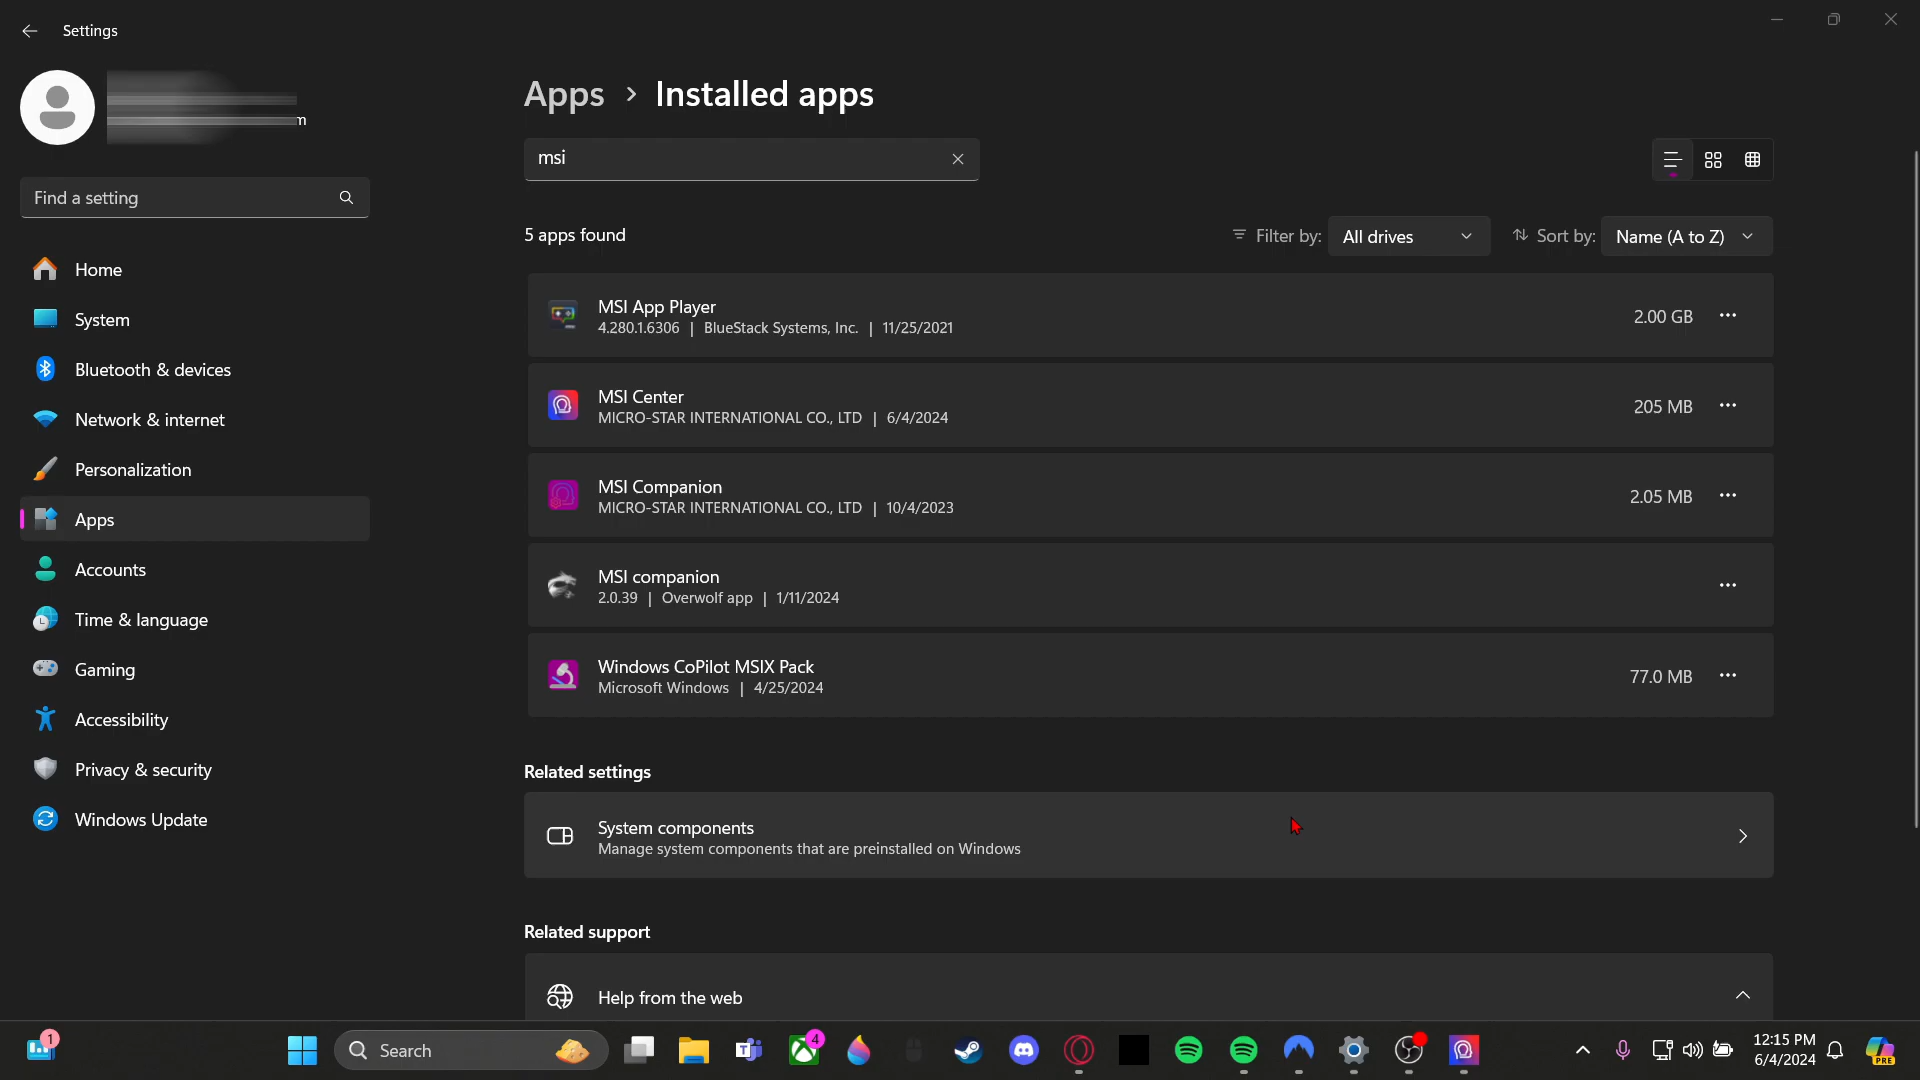 Settings
m
Find a setting
Home
System
Bluetooth & devices
Network & internet
Personalization
Apps
Accounts
Time & language
Gaming
Accessibility
Privacy & security
Windows Update
Apps > Installed apps
msi
5 apps found
Filter by: All drives
Sort by: Name (A to Z)
MSI App Player
4.280.1.6306 | BlueStack Systems, Inc. | 11/25/2021
2.00 GB
MSI Center
MICRO-STAR INTERNATIONAL CO., LTD | 6/4/2024
205 MB
MSI Companion
MICRO-STAR INTERNATIONAL CO., LTD | 10/4/2023
2.05 MB
MSI companion
2.0.39 | Overwolf app | 1/11/2024
Windows CoPilot MSIX Pack
Microsoft Windows | 4/25/2024
77.0 MB
Related settings
System components
Manage system components that are preinstalled on Windows
Related support
Help from the web
1
Search
4
12:15 PM
6/4/2024
PRE